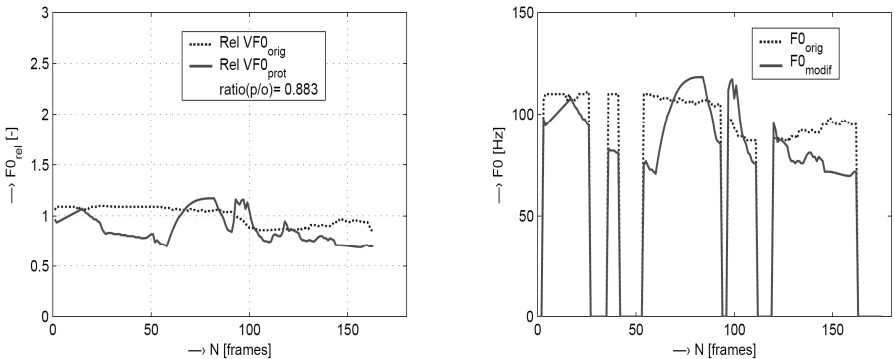 3
2.5
2
1.5
1
0.5
0
Rel VF0orig
Rel VF0prot
ratio(p/o)= 0.883
—> F0rel [-]
0 50 100 150
—> N [frames]
150
100
50
0
F0orig
F0modif
—> F0 [Hz]
0 50 100 150
—> N [frames]